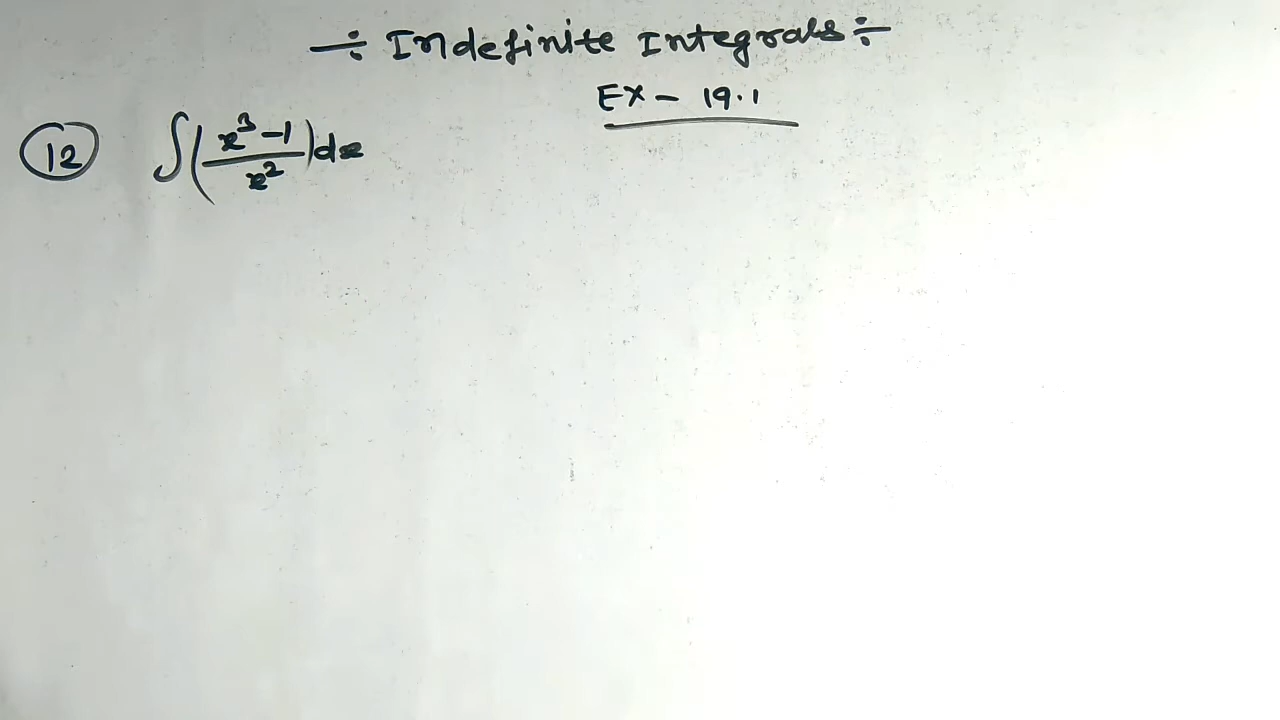 ÷ Indefinite Integrals ÷
EX - 19.1
(12) ∫(x³-1/x²)dx